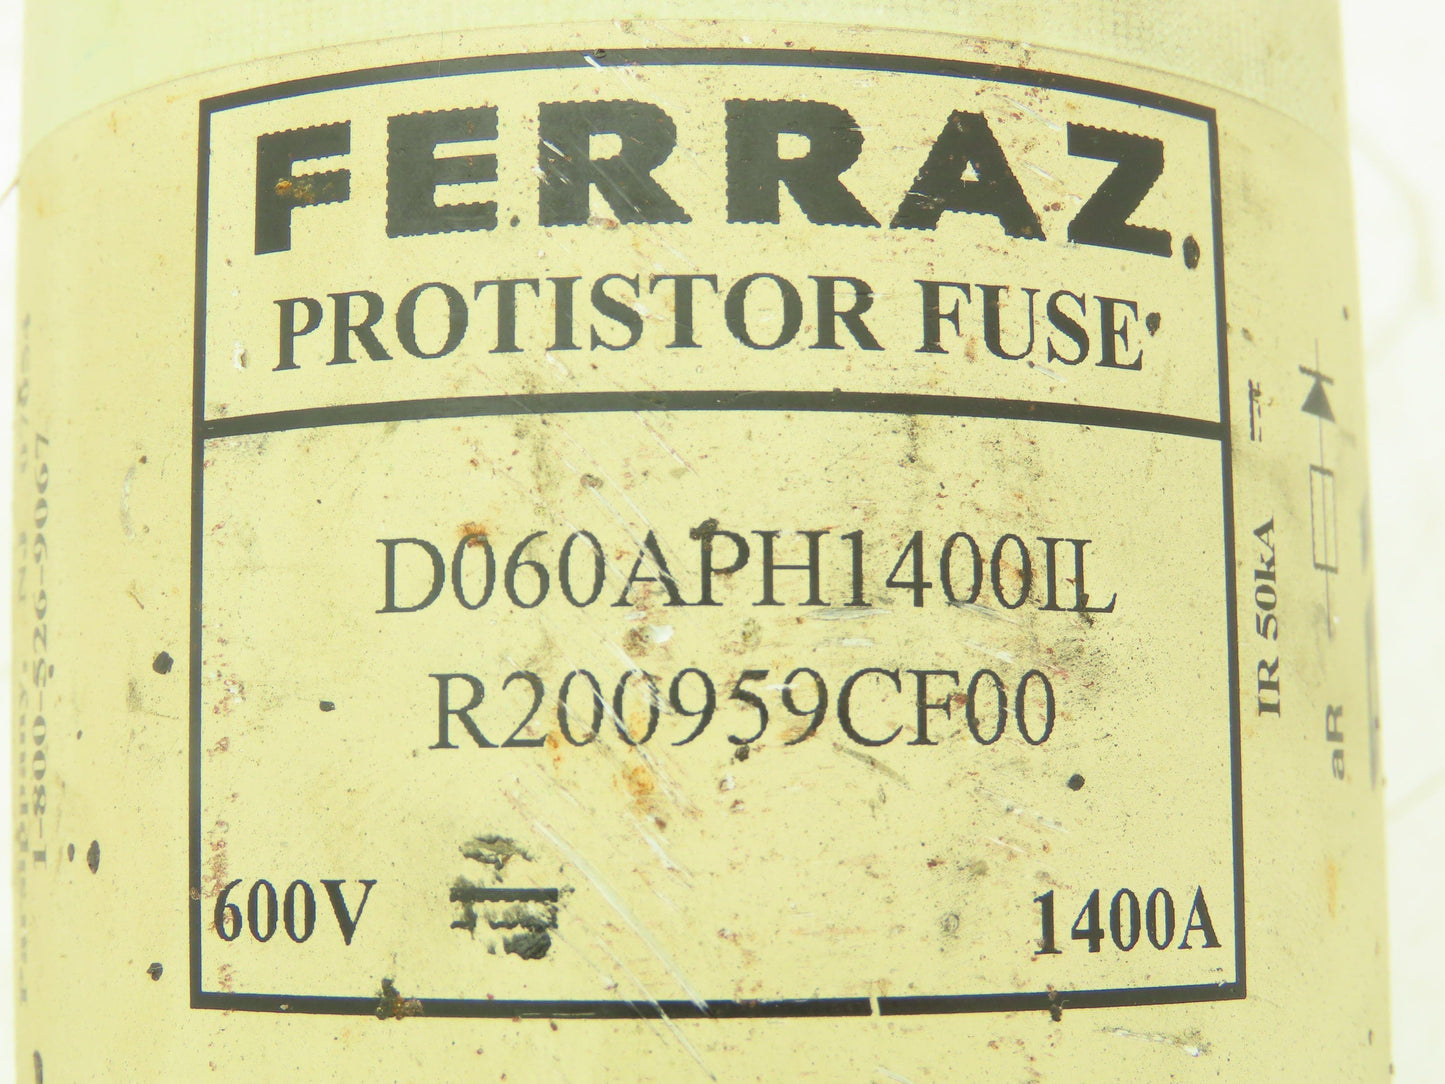 FERRAZ
PROTISTOR FUSE
D060APH1400IL
R200959CF00
600V
1400A
IR 50kA
aR
1-800-526-9067